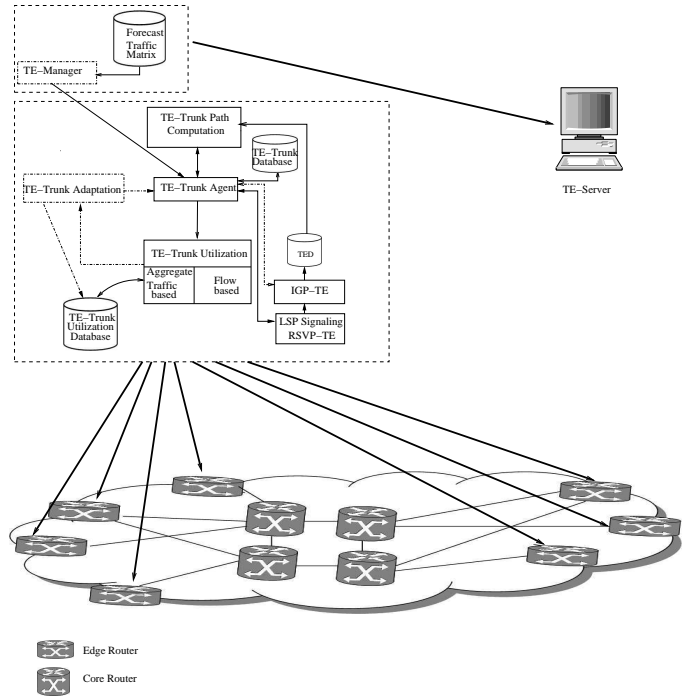 Forecast
Traffic
Matrix
TE–Manager
TE–Trunk Path
Computation
TE–Trunk
Database
TE–Trunk Adaptation
TE–Trunk Agent
TE–Server
TE–Trunk Utilization
TED
Aggregate
Traffic
based
Flow
based
IGP–TE
TE–Trunk
Utilization
Database
LSP Signaling
RSVP–TE
Edge Router
Core Router